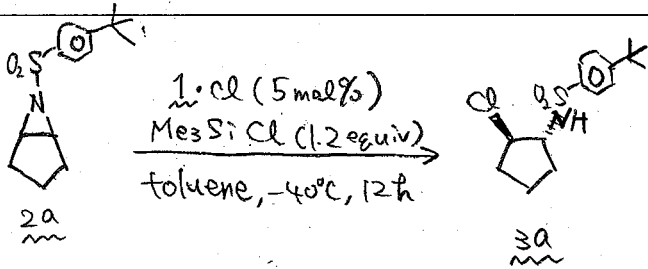 O₂S
N
2a
1·Cl (5 mol%)
Me₃SiCl (1.2 equiv)
toluene, -40°C, 12h
Cl
O₂S
NH
3a